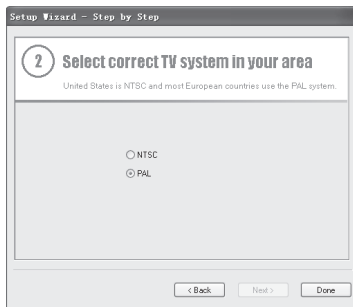 Setup Wizard - Step by Step
2
Select correct TV system in your area
United States is NTSC and most European countries use the PAL system.
NTSC
PAL
< Back
Next >
Done